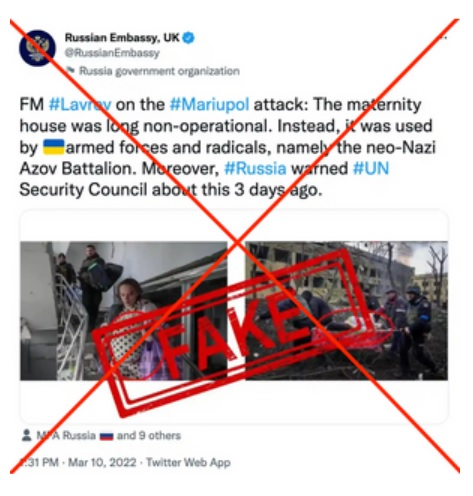 Russian Embassy, UK
@RussianEmbassy
Russia government organization
FM #Lavrov on the #Mariupol attack: The maternity
house was long non-operational. Instead, it was used
by 🇺🇦armed forces and radicals, namely the neo-Nazi
Azov Battalion. Moreover, #Russia warned #UN
Security Council about this 3 days ago.
FAKE
MFA Russia 🇷🇺 and 9 others
:31 PM · Mar 10, 2022 · Twitter Web App